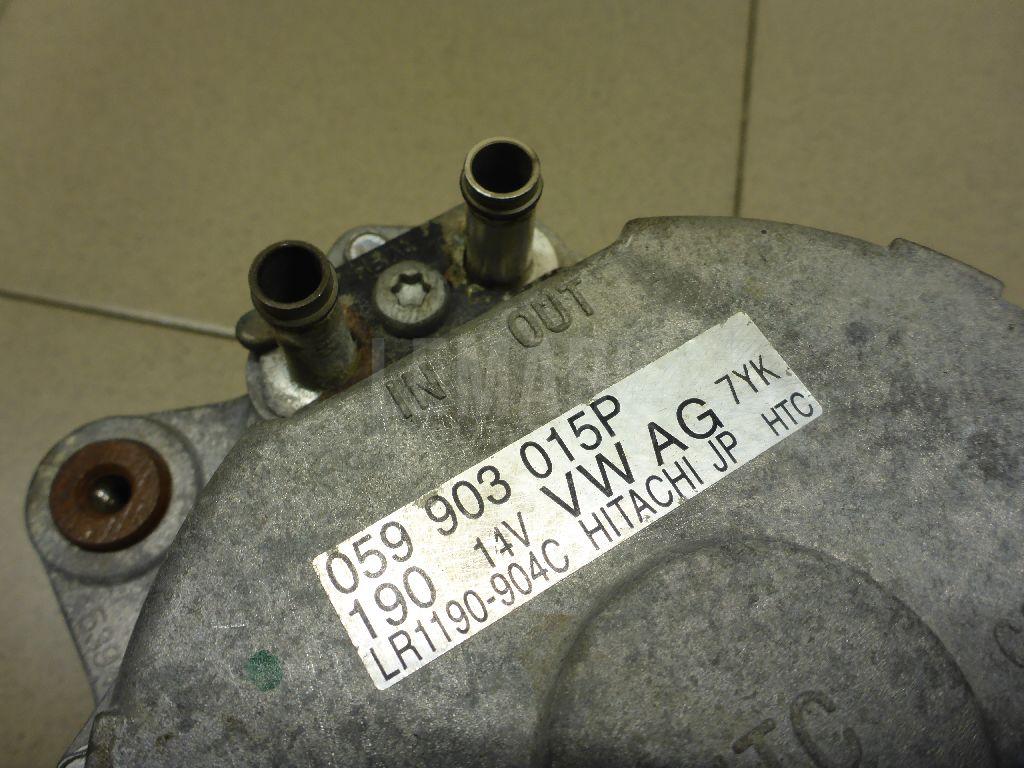 IN OUT
059 903 015P
190 14V VW AG 7YK
LR1190-904C HITACHI JP HTC